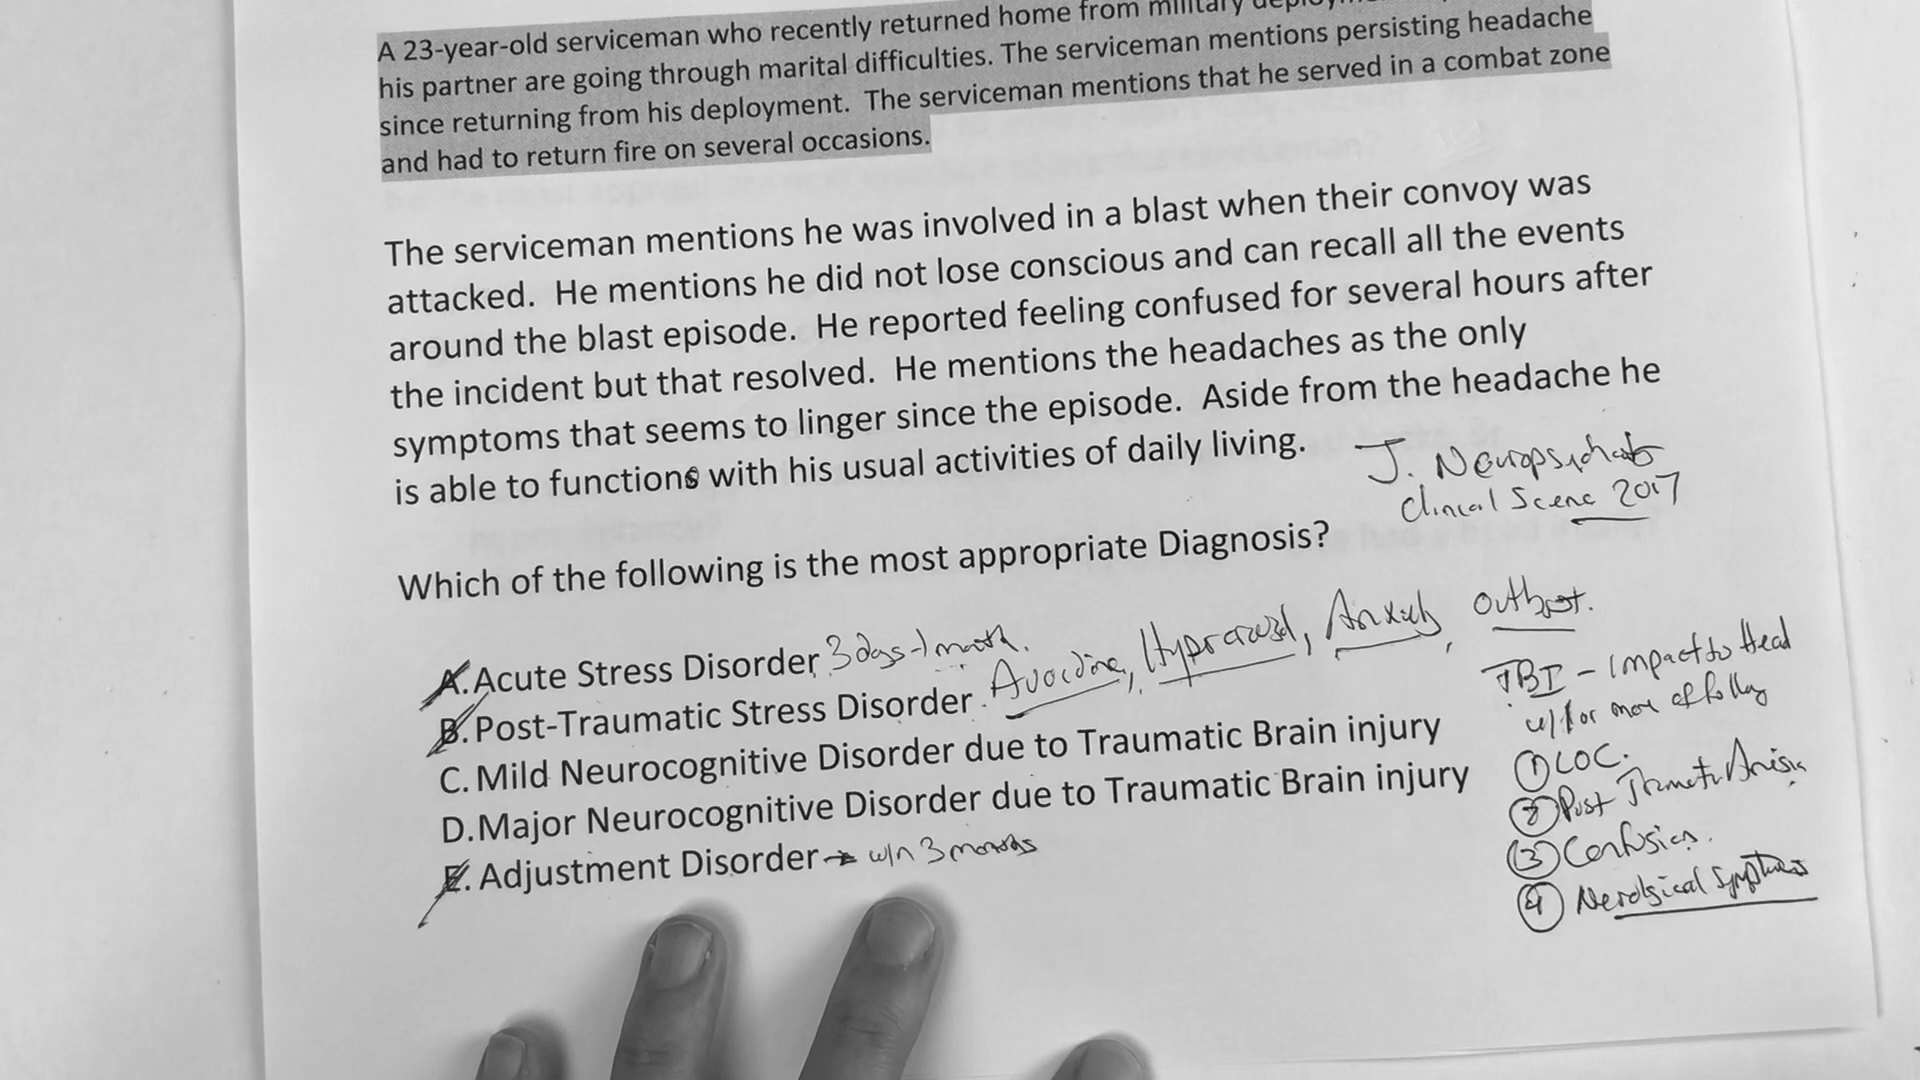 A 23-year-old serviceman who recently returned home from military
his partner are going through marital difficulties. The serviceman mentions persisting headache
since returning from his deployment. The serviceman mentions that he served in a combat zone
and had to return fire on several occasions.
The serviceman mentions he was involved in a blast when their convoy was
attacked. He mentions he did not lose conscious and can recall all the events
around the blast episode. He reported feeling confused for several hours after
the incident but that resolved. He mentions the headaches as the only
symptoms that seems to linger since the episode. Aside from the headache he
is able to functions with his usual activities of daily living.
J. Neuropsychat
Clinical Scienc 2017
Which of the following is the most appropriate Diagnosis?
A. Acute Stress Disorder 3 days-1 month.
B. Post-Traumatic Stress Disorder. Avoidance, Hyperarousal, Anxiety, outburst.
C. Mild Neurocognitive Disorder due to Traumatic Brain injury
D. Major Neurocognitive Disorder due to Traumatic Brain injury
E. Adjustment Disorder → w/n 3 months
TBI - Impact to Head
w/ 1 or more of
① LOC.
② Post
③ Confusion.
④